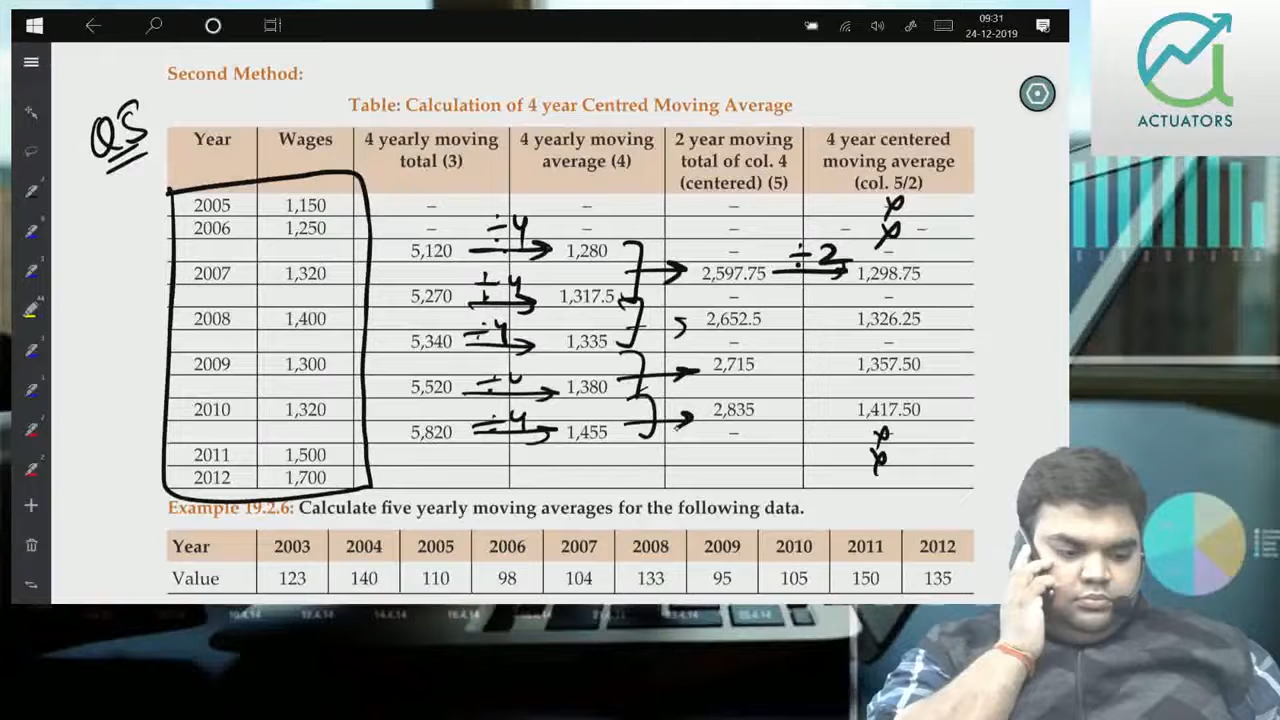 09:31
24-12-2019
ACTUATORS
Second Method:
Q5
Table: Calculation of 4 year Centred Moving Average
Year Wages 4 yearly moving total (3) 4 yearly moving average (4) 2 year moving total of col. 4 (centered) (5) 4 year centered moving average (col. 5/2)
2005 1,150 – – – –
2006 1,250 – – – – –
÷4
5,120 1,280 – –
÷2
2007 1,320 2,597.75 1,298.75
÷4
5,270 1,317.5 – –
2008 1,400 – 2,652.5 1,326.25
÷4
5,340 1,335 – –
2009 1,300 2,715 1,357.50
5,520 1,380
2010 1,320 2,835 1,417.50
÷4
5,820 1,455 –
2011 1,500
2012 1,700
Example 19.2.6: Calculate five yearly moving averages for the following data.
Year 2003 2004 2005 2006 2007 2008 2009 2010 2011 2012
Value 123 140 110 98 104 133 95 105 150 135